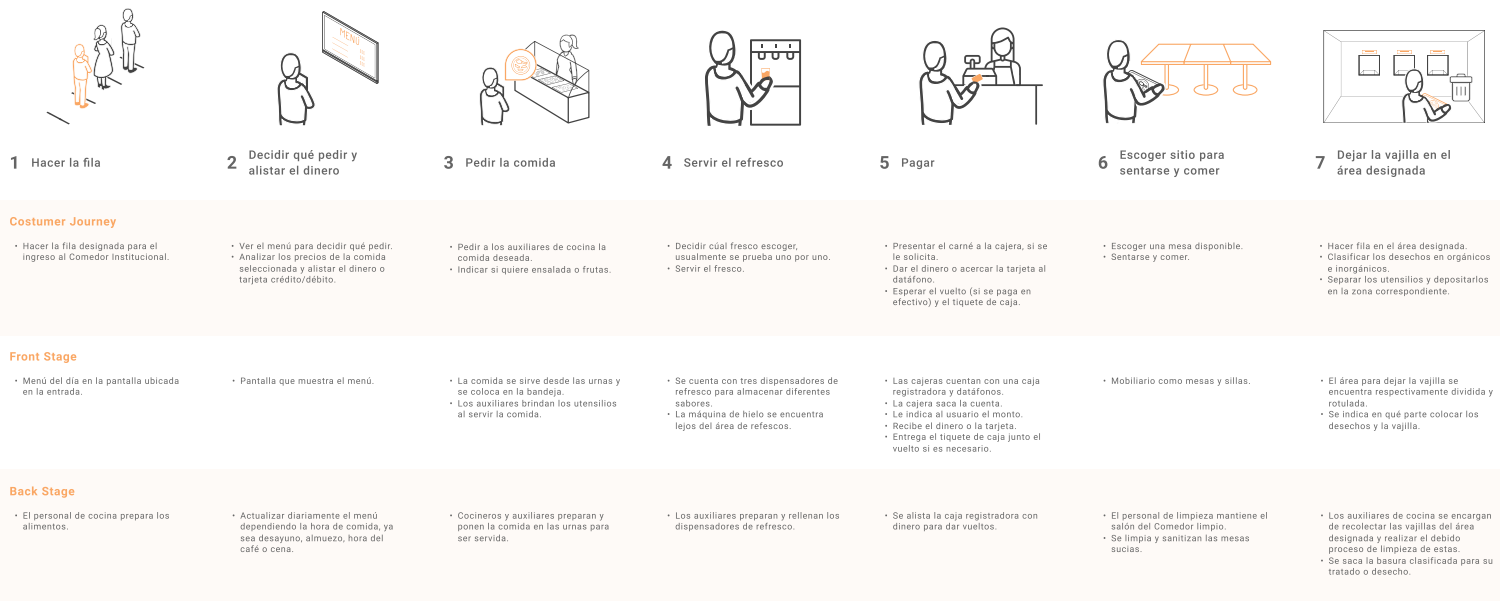 MENÚ
1 Hacer la fila
2 Decidir qué pedir y
alistar el dinero
3 Pedir la comida
4 Servir el refresco
5 Pagar
6 Escoger sitio para
sentarse y comer
7 Dejar la vajilla en el
área designada
Costumer Journey
• Hacer la fila designada para el
ingreso al Comedor Institucional.
• Ver el menú para decidir qué pedir.
• Analizar los precios de la comida
seleccionada y alistar el dinero o
tarjeta crédito/débito.
• Pedir a los auxiliares de cocina la
comida deseada.
• Indicar si quiere ensalada o frutas.
• Decidir cúal fresco escoger,
usualmente se prueba uno por uno.
• Servir el fresco.
• Presentar el carné a la cajera, si se
le solicita.
• Dar el dinero o acercar la tarjeta al
datáfono.
• Esperar el vuelto (si se paga en
efectivo) y el tiquete de caja.
• Escoger una mesa disponible.
• Sentarse y comer.
• Hacer fila en el área designada.
• Clasificar los desechos en orgánicos
e inorgánicos.
• Separar los utensilios y depositarlos
en la zona correspondiente.
Front Stage
• Menú del día en la pantalla ubicada
en la entrada.
• Pantalla que muestra el menú.
• La comida se sirve desde las urnas y
se coloca en la bandeja.
• Los auxiliares brindan los utensilios
al servir la comida.
• Se cuenta con tres dispensadores de
refresco para almacenar diferentes
sabores.
• La máquina de hielo se encuentra
lejos del área de refescos.
• Las cajeras cuentan con una caja
registradora y datáfonos.
• La cajera saca la cuenta.
• Le indica al usuario el monto.
• Recibe el dinero o la tarjeta.
• Entrega el tiquete de caja junto el
vuelto si es necesario.
• Mobiliario como mesas y sillas.
• El área para dejar la vajilla se
encuentra respectivamente dividida y
rotulada.
• Se indica en qué parte colocar los
desechos y la vajilla.
Back Stage
• El personal de cocina prepara los
alimentos.
• Actualizar diariamente el menú
dependiendo la hora de comida, ya
sea desayuno, almuezo, hora del
café o cena.
• Cocineros y auxiliares preparan y
ponen la comida en las urnas para
ser servida.
• Los auxiliares preparan y rellenan los
dispensadores de refresco.
• Se alista la caja registradora con
dinero para dar vueltos.
• El personal de limpieza mantiene el
salón del Comedor limpio.
• Se limpia y sanitizan las mesas
sucias.
• Los auxiliares de cocina se encargan
de recolectar las vajillas del área
designada y realizar el debido
proceso de limpieza de estas.
• Se saca la basura clasificada para su
tratado o desecho.